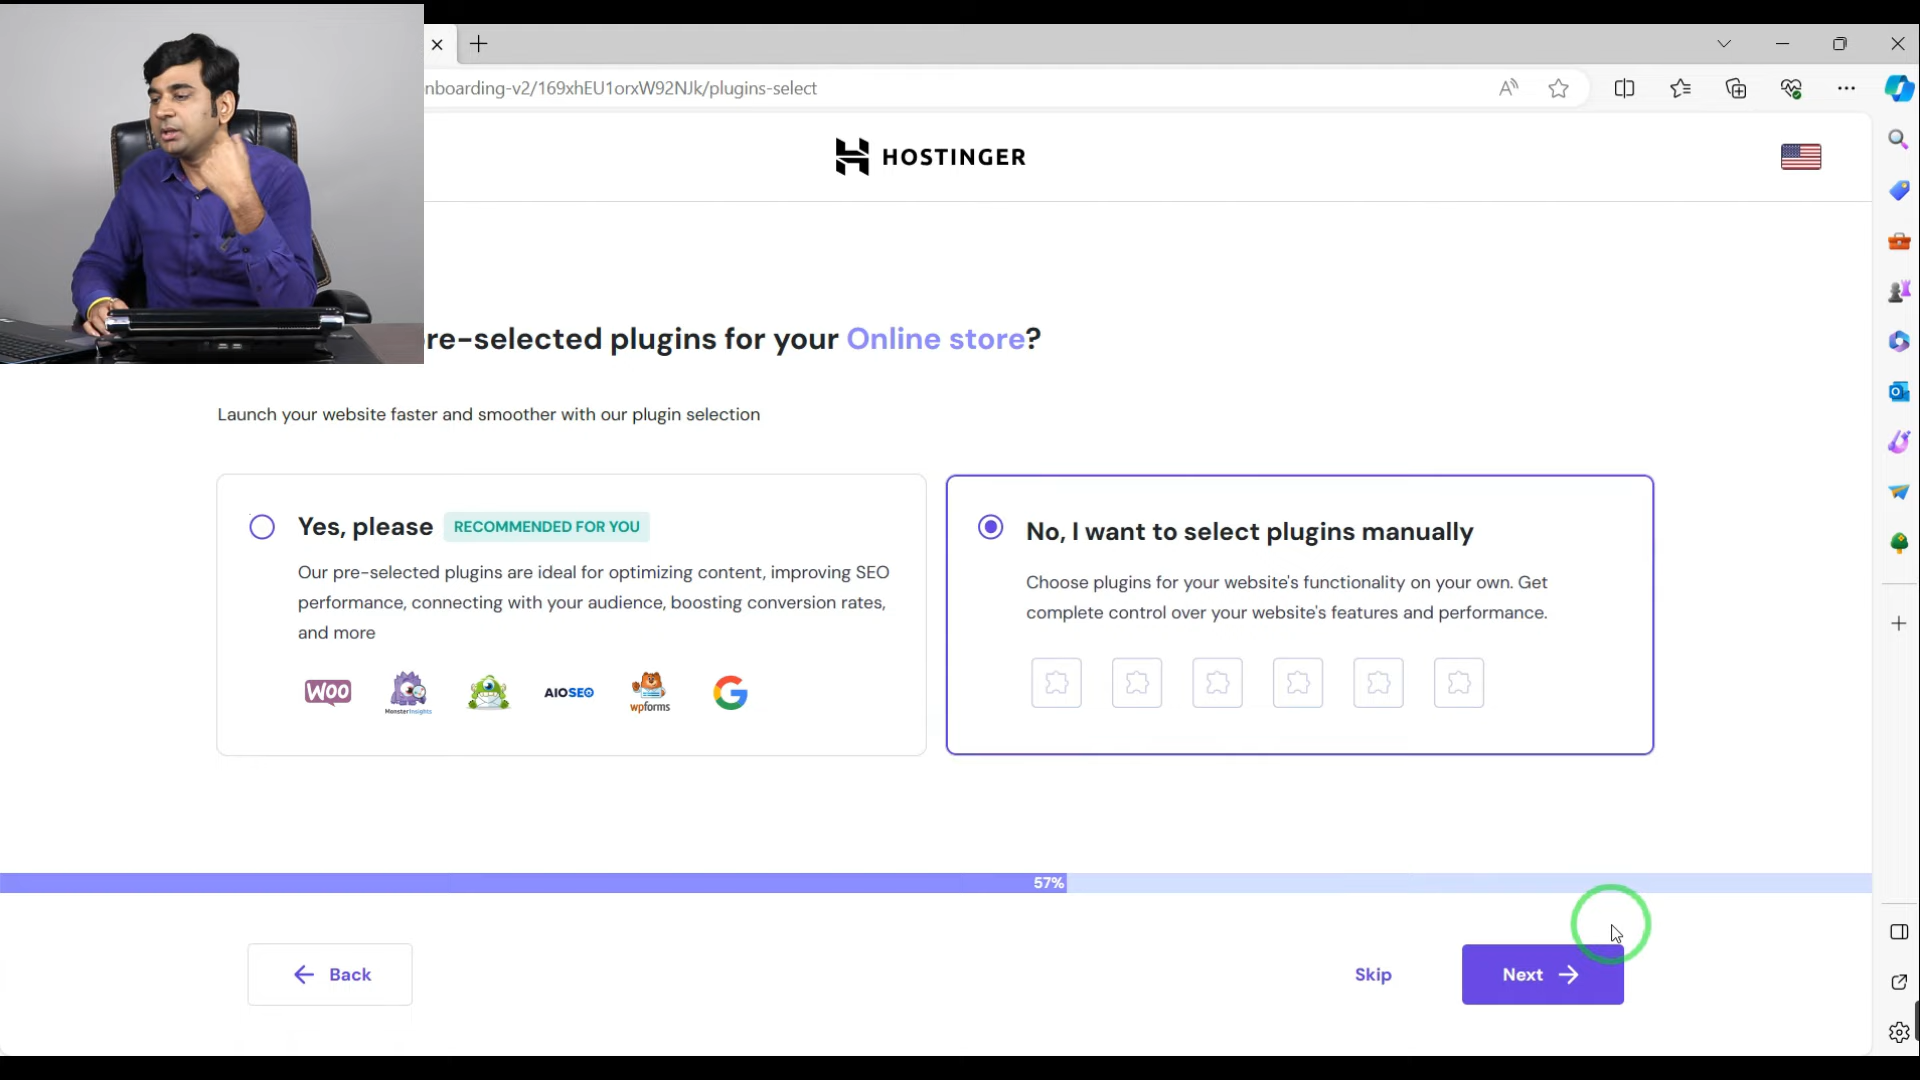 nboarding-v2/169xhEU1orxW92NJk/plugins-select
HOSTINGER
re-selected plugins for your Online store?
Launch your website faster and smoother with our plugin selection
Yes, please RECOMMENDED FOR YOU
Our pre-selected plugins are ideal for optimizing content, improving SEO
performance, connecting with your audience, boosting conversion rates,
and more
WOO
MonsterInsights
AIOSEO
wpforms
No, I want to select plugins manually
Choose plugins for your website's functionality on your own. Get
complete control over your website's features and performance.
57%
Back
Skip
Next